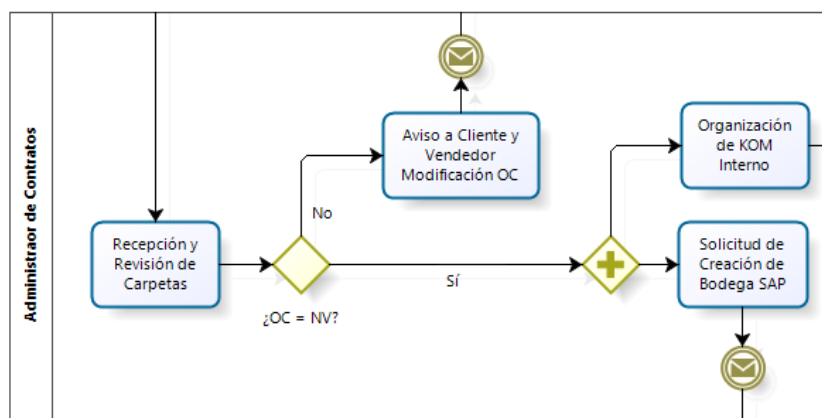 Administraor de Contratos
Recepción y
Revisión de
Carpetas
¿OC = NV?
No
Aviso a Cliente y
Vendedor
Modificación OC
Sí
Organización
de KOM
Interno
Solicitud de
Creación de
Bodega SAP